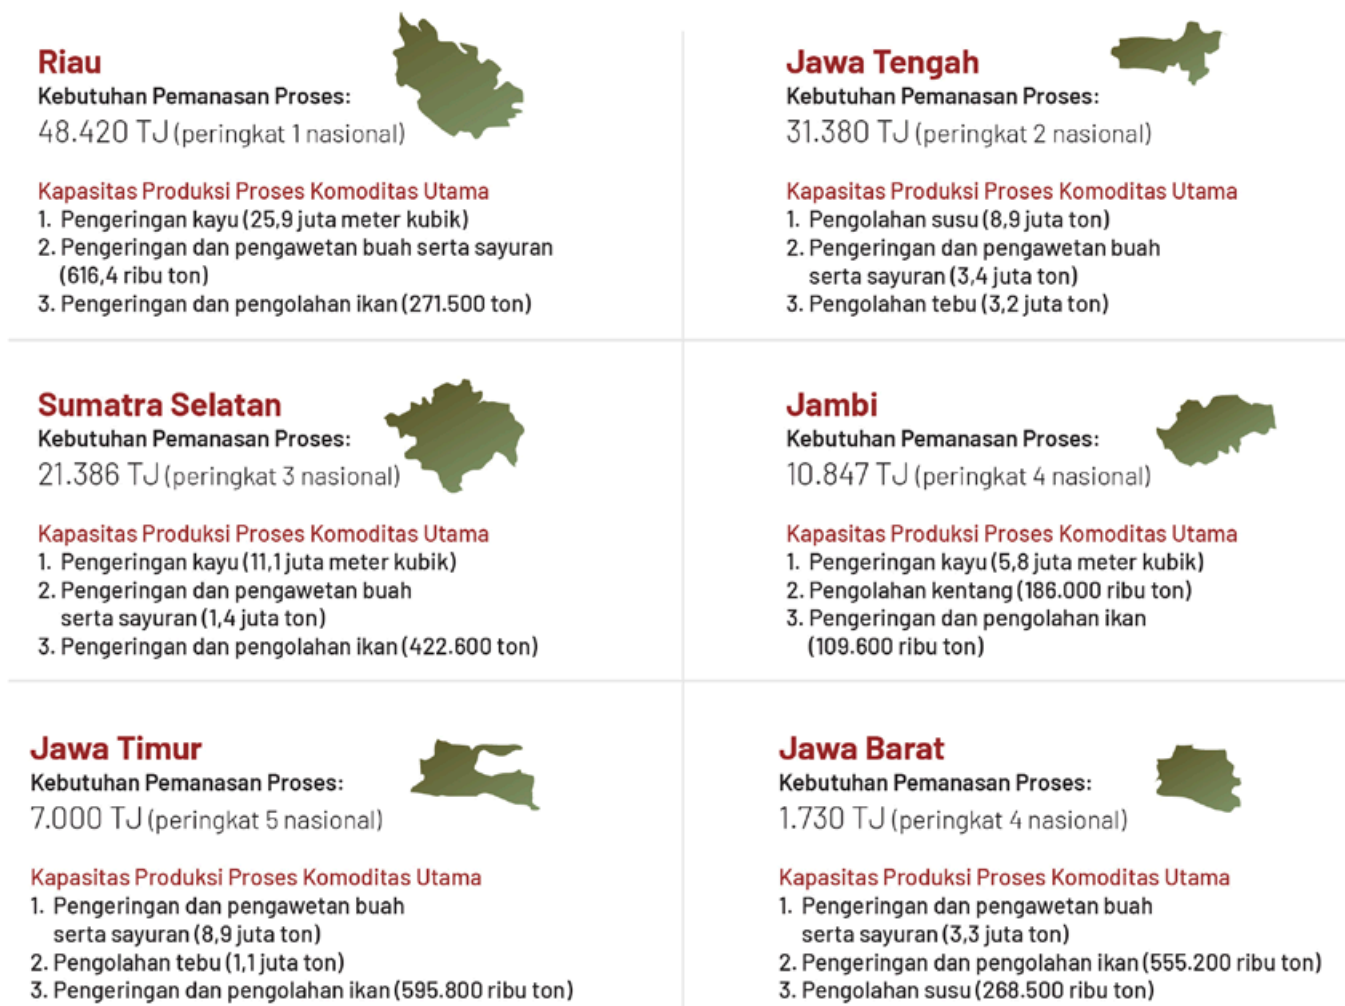 Riau
Kebutuhan Pemanasan Proses:
48.420 TJ (peringkat 1 nasional)
Kapasitas Produksi Proses Komoditas Utama
1. Pengeringan kayu (25,9 juta meter kubik)
2. Pengeringan dan pengawetan buah serta sayuran
(616,4 ribu ton)
3. Pengeringan dan pengolahan ikan (271.500 ton)
Jawa Tengah
Kebutuhan Pemanasan Proses:
31.380 TJ (peringkat 2 nasional)
Kapasitas Produksi Proses Komoditas Utama
1. Pengolahan susu (8,9 juta ton)
2. Pengeringan dan pengawetan buah
serta sayuran (3,4 juta ton)
3. Pengolahan tebu (3,2 juta ton)
Sumatra Selatan
Kebutuhan Pemanasan Proses:
21.386 TJ (peringkat 3 nasional)
Kapasitas Produksi Proses Komoditas Utama
1. Pengeringan kayu (11,1 juta meter kubik)
2. Pengeringan dan pengawetan buah
serta sayuran (1,4 juta ton)
3. Pengeringan dan pengolahan ikan (422.600 ton)
Jambi
Kebutuhan Pemanasan Proses:
10.847 TJ (peringkat 4 nasional)
Kapasitas Produksi Proses Komoditas Utama
1. Pengeringan kayu (5,8 juta meter kubik)
2. Pengolahan kentang (186.000 ribu ton)
3. Pengeringan dan pengolahan ikan
(109.600 ribu ton)
Jawa Timur
Kebutuhan Pemanasan Proses:
7.000 TJ (peringkat 5 nasional)
Kapasitas Produksi Proses Komoditas Utama
1. Pengeringan dan pengawetan buah
serta sayuran (8,9 juta ton)
2. Pengolahan tebu (1,1 juta ton)
3. Pengeringan dan pengolahan ikan (595.800 ribu ton)
Jawa Barat
Kebutuhan Pemanasan Proses:
1.730 TJ (peringkat 4 nasional)
Kapasitas Produksi Proses Komoditas Utama
1. Pengeringan dan pengawetan buah
serta sayuran (3,3 juta ton)
2. Pengeringan dan pengolahan ikan (555.200 ribu ton)
3. Pengolahan susu (268.500 ribu ton)